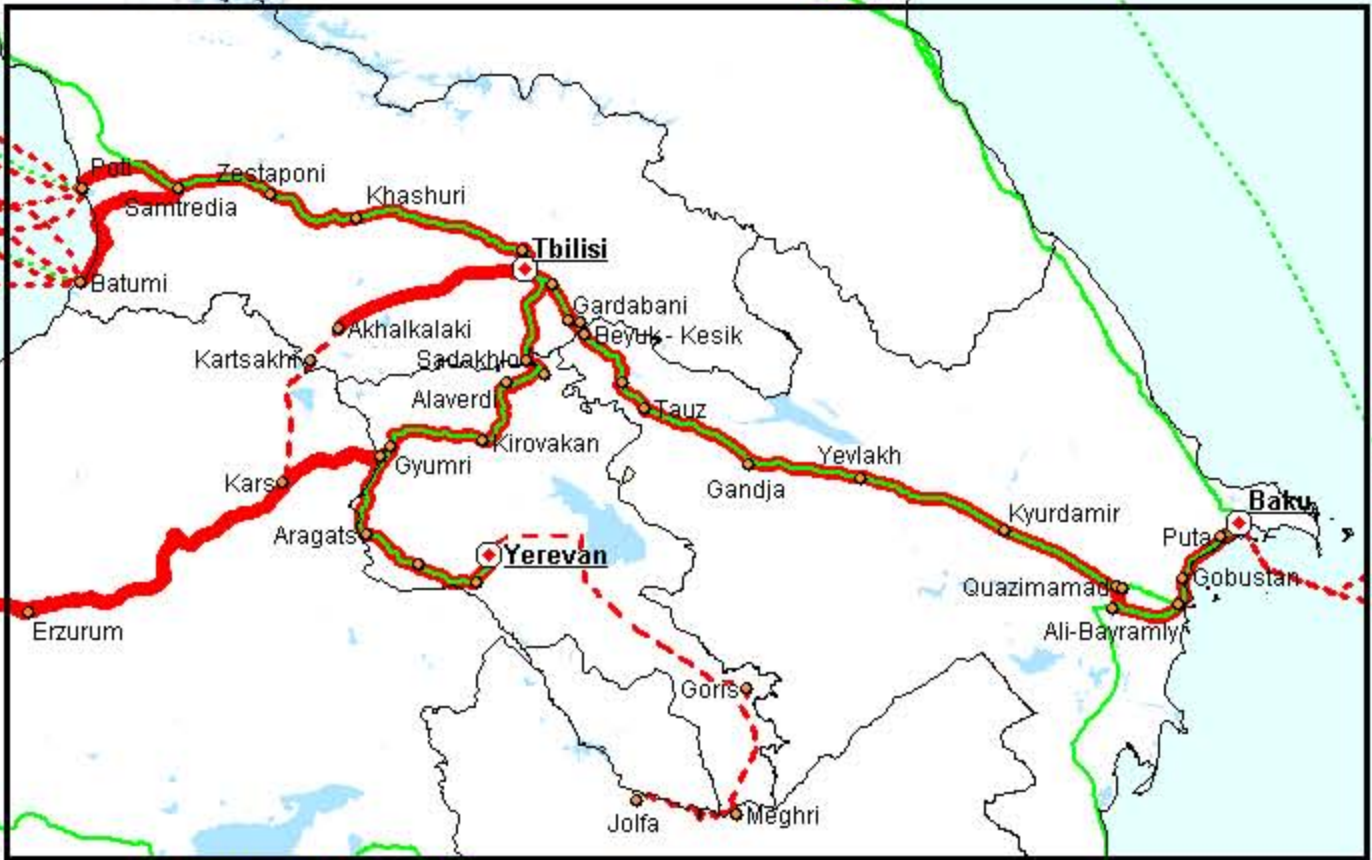 Poti
Zestaponi
Samtredia
Khashuri
Tbilisi
Batumi
Gardabani
Akhalkalaki
Beyuk - Kesik
Kartsakhi
Sadakhlo
Alaverdi
Tauz
Kirovakan
Gyumri
Yevlakh
Kars
Gandja
Baku
Kyurdamir
Aragats
Puta
Yerevan
Gobustan
Quazimamad
Erzurum
Ali-Bayramly
Goris
Jolfa
Meghri